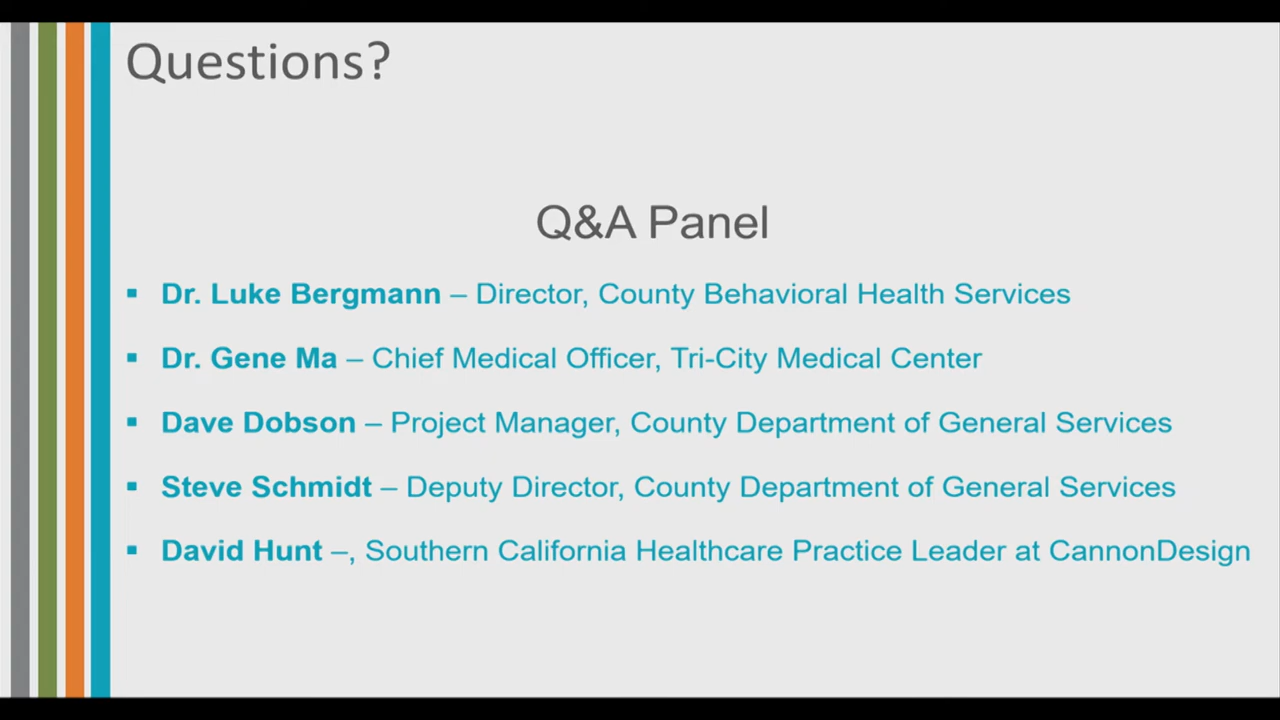 Questions?
Q&A Panel
▪ Dr. Luke Bergmann – Director, County Behavioral Health Services
▪ Dr. Gene Ma – Chief Medical Officer, Tri-City Medical Center
▪ Dave Dobson – Project Manager, County Department of General Services
▪ Steve Schmidt – Deputy Director, County Department of General Services
▪ David Hunt –, Southern California Healthcare Practice Leader at CannonDesign